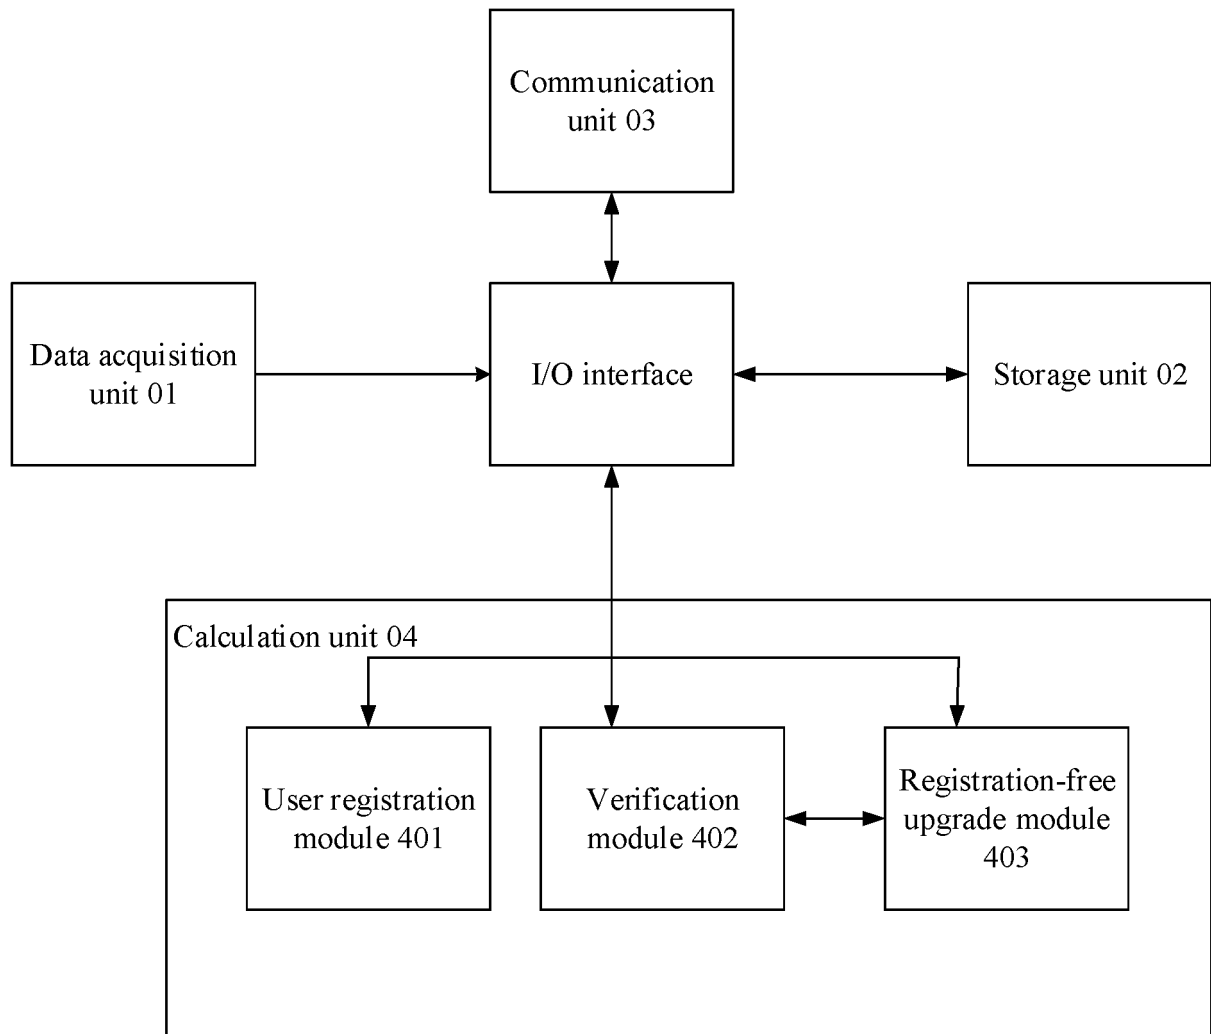 Communication
unit 03
Data acquisition
unit 01
I/O interface
Storage unit 02
Calculation unit 04
User registration
module 401
Verification
module 402
Registration-free
upgrade module
403